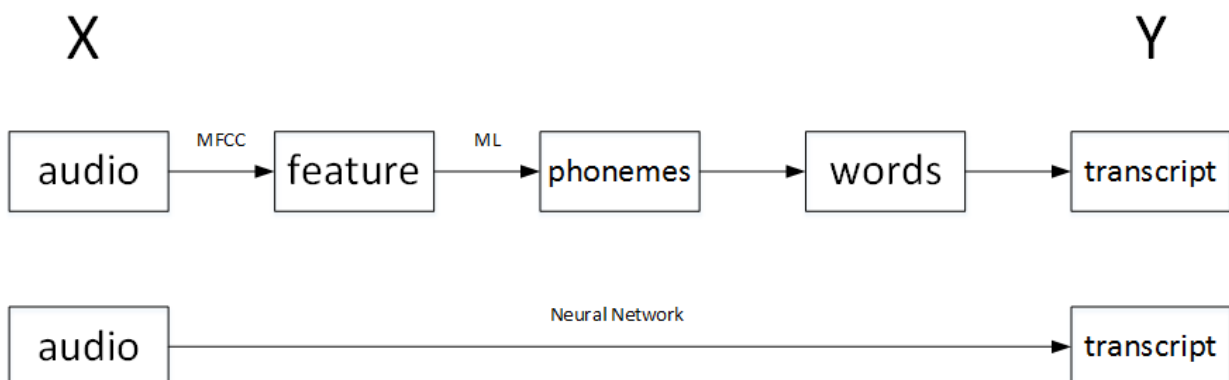 X Y
MFCC ML
audio feature phonemes words transcript
Neural Network
audio transcript